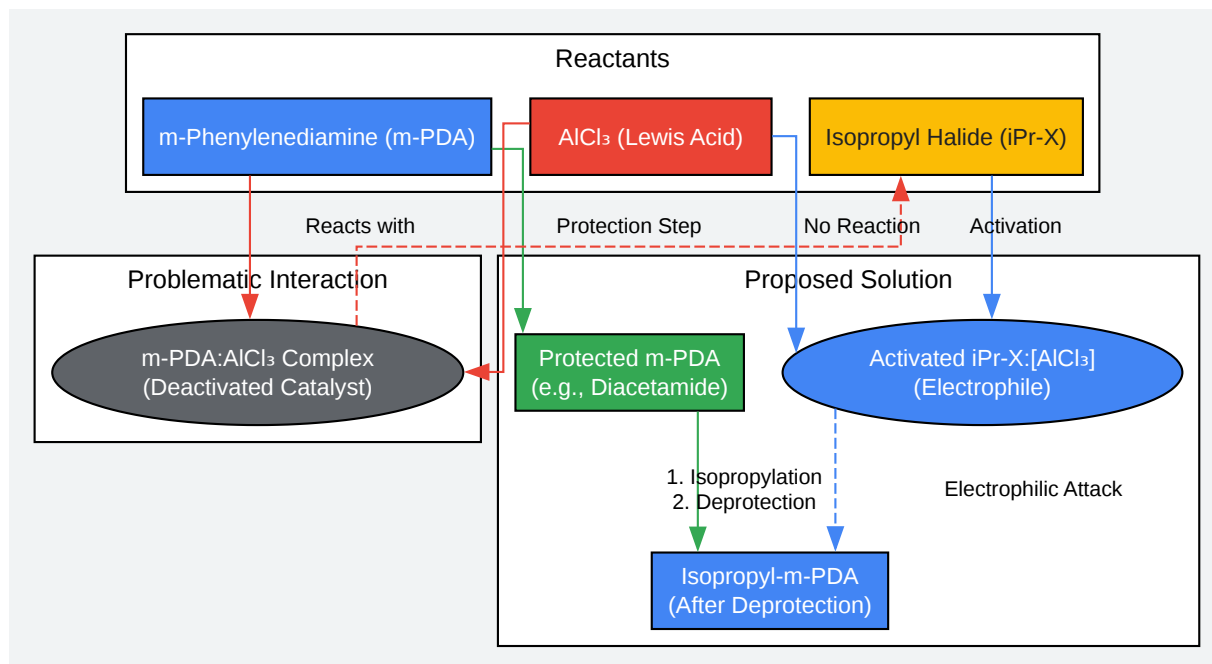 Reactants
m-Phenylenediamine (m-PDA)
AlCl₃ (Lewis Acid)
Isopropyl Halide (iPr-X)
Reacts with
Protection Step
No Reaction
Activation
Problematic Interaction
Proposed Solution
m-PDA:AlCl₃ Complex
(Deactivated Catalyst)
Protected m-PDA
(e.g., Diacetamide)
Activated iPr-X:[AlCl₃]
(Electrophile)
1. Isopropylation
2. Deprotection
Electrophilic Attack
Isopropyl-m-PDA
(After Deprotection)